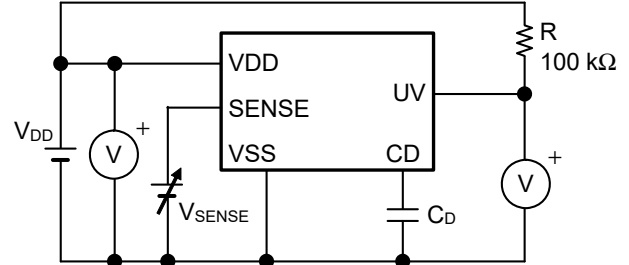 R
100 kΩ
VDD
UV
SENSE
VDD
+
V
VSS
CD
+
V
VSENSE
CD